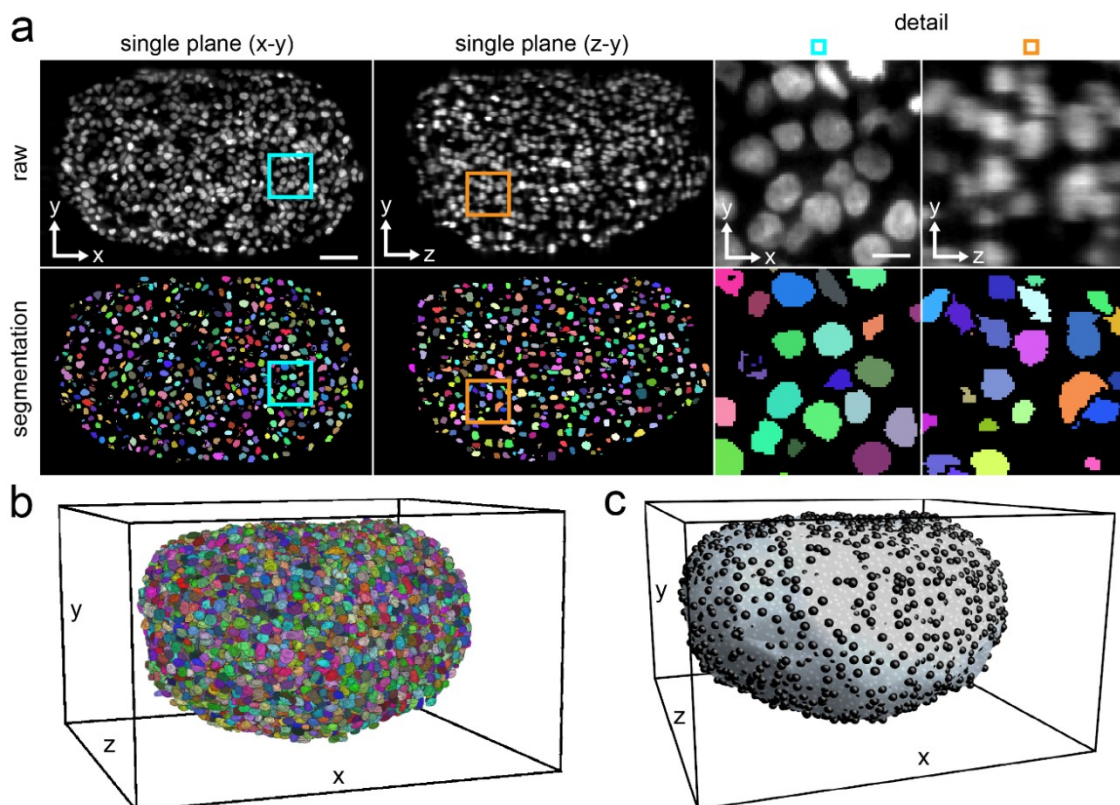 a
single plane (x-y)
single plane (z-y)
detail
raw
y
x
y
z
y
x
y
z
segmentation
b
y
z
x
c
y
z
x